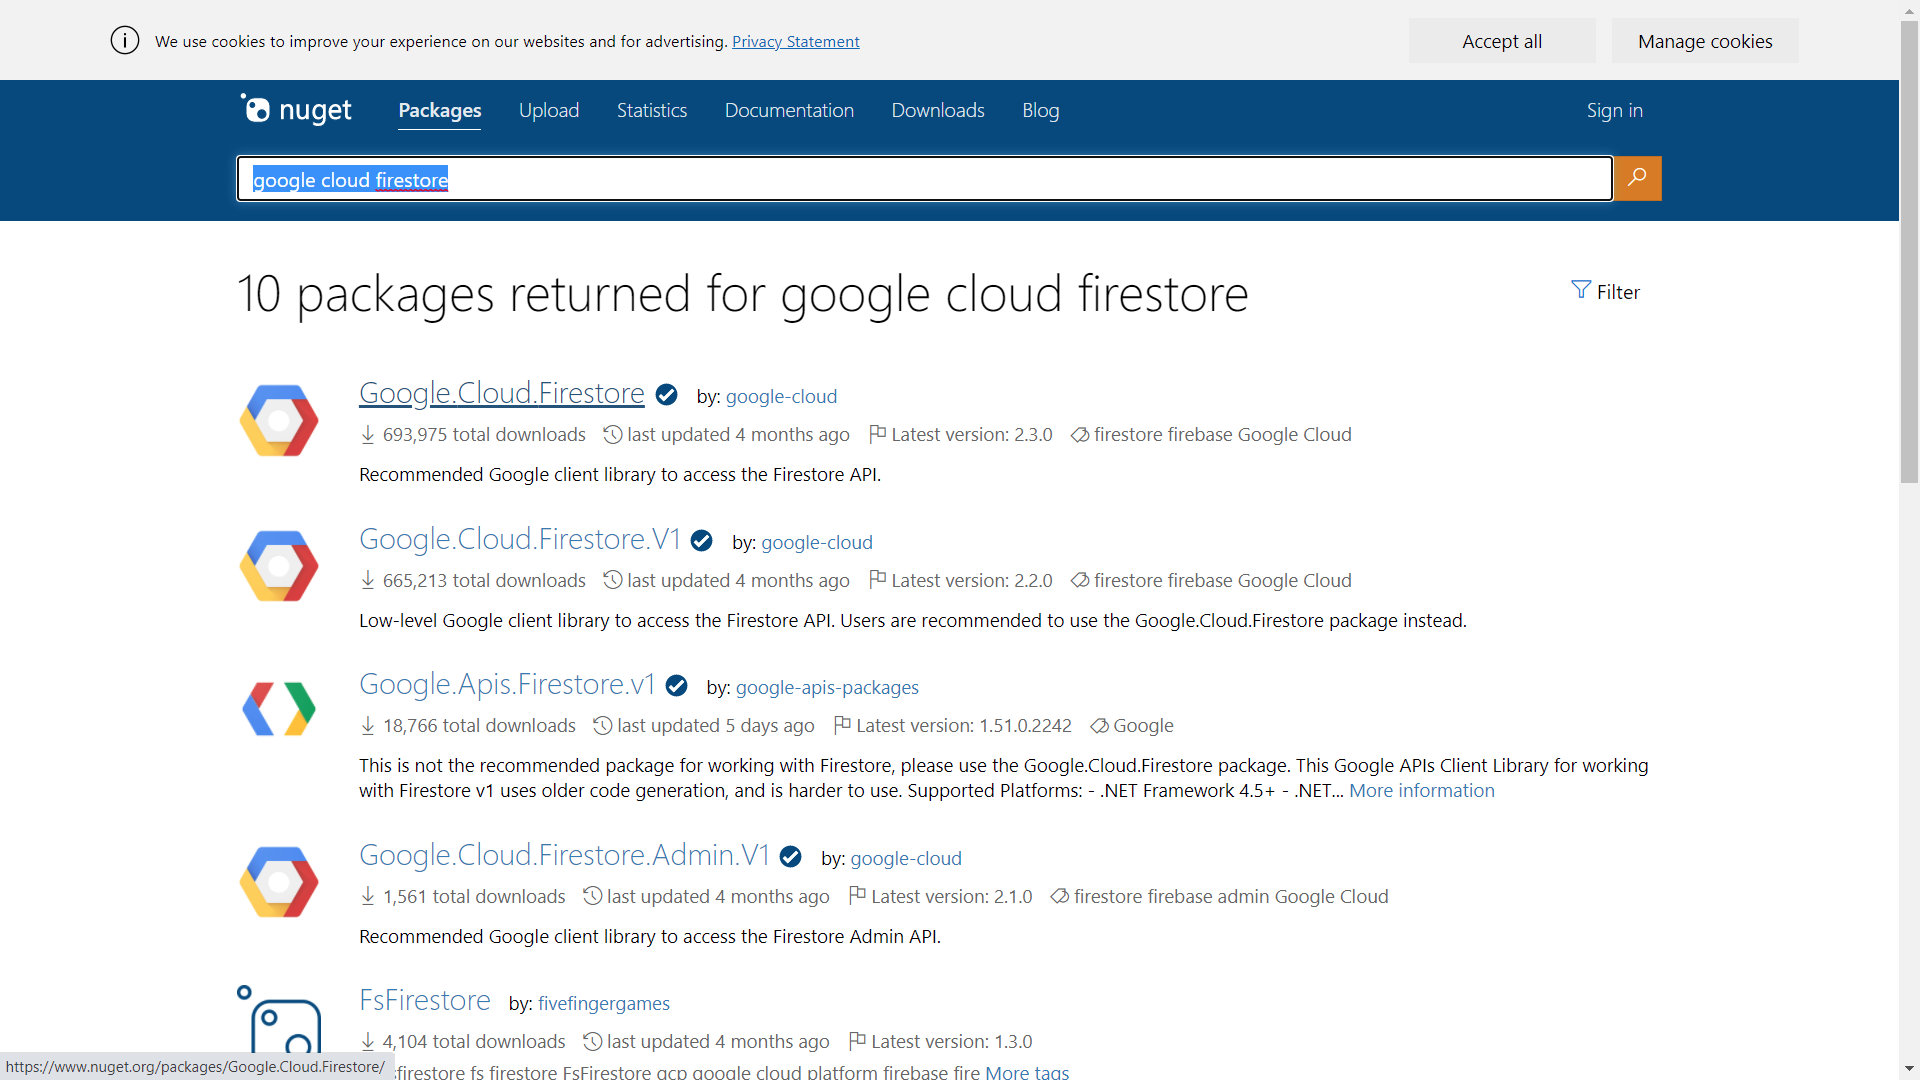 We use cookies to improve your experience on our websites and for advertising. Privacy Statement
Accept all
Manage cookies
nuget
Packages
Upload
Statistics
Documentation
Downloads
Blog
Sign in
google cloud firestore
10 packages returned for google cloud firestore
Filter
Google.Cloud.Firestore by: google-cloud
693,975 total downloads last updated 4 months ago Latest version: 2.3.0 firestore firebase Google Cloud
Recommended Google client library to access the Firestore API.
Google.Cloud.Firestore.V1 by: google-cloud
665,213 total downloads last updated 4 months ago Latest version: 2.2.0 firestore firebase Google Cloud
Low-level Google client library to access the Firestore API. Users are recommended to use the Google.Cloud.Firestore package instead.
Google.Apis.Firestore.v1 by: google-apis-packages
18,766 total downloads last updated 5 days ago Latest version: 1.51.0.2242 Google
This is not the recommended package for working with Firestore, please use the Google.Cloud.Firestore package. This Google APIs Client Library for working
with Firestore v1 uses older code generation, and is harder to use. Supported Platforms: - .NET Framework 4.5+ - .NET... More information
Google.Cloud.Firestore.Admin.V1 by: google-cloud
1,561 total downloads last updated 4 months ago Latest version: 2.1.0 firestore firebase admin Google Cloud
Recommended Google client library to access the Firestore Admin API.
FsFirestore by: fivefingergames
4,104 total downloads last updated 4 months ago Latest version: 1.3.0
fsfirestore fs firestore FsFirestore gcp google cloud platform firebase fire More tags
https://www.nuget.org/packages/Google.Cloud.Firestore/